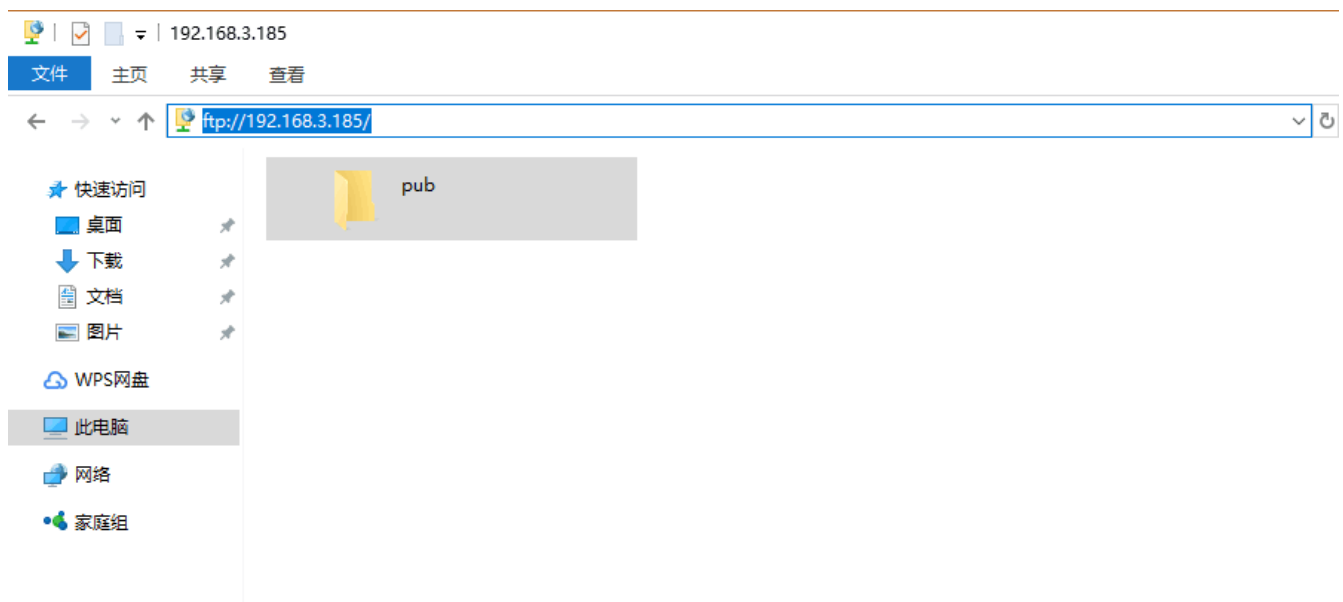 192.168.3.185
文件 主页 共享 查看
ftp://192.168.3.185/
快速访问
桌面
下载
文档
图片
WPS网盘
此电脑
网络
家庭组
pub